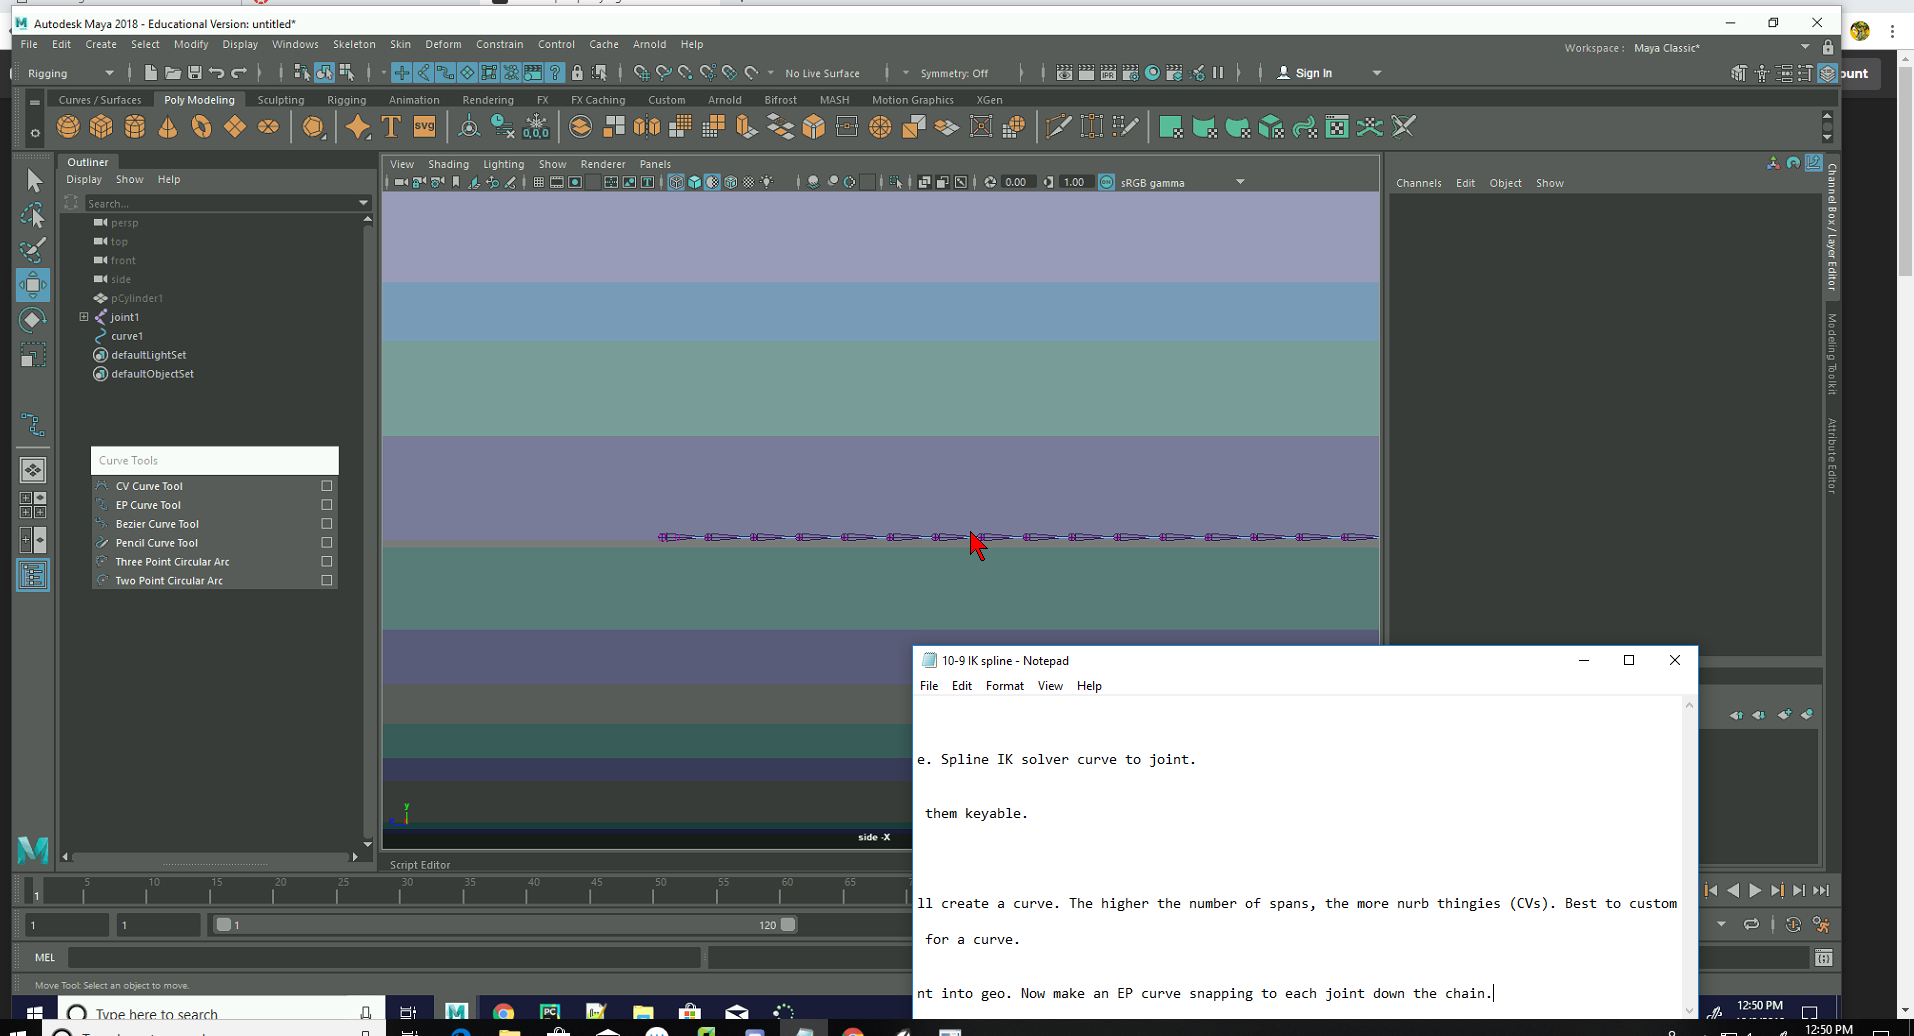 Autodesk Maya 2018 - Educational Version: untitled*
File Edit Create Select Modify Display Windows Skeleton Skin Deform Constrain Control Cache Arnold Help
Workspace : Maya Classic*
Rigging
No Live Surface
Symmetry: Off
Sign In
ount
Curves / Surfaces Poly Modeling Sculpting Rigging Animation Rendering FX FX Caching Custom Arnold Bifrost MASH Motion Graphics XGen
T svg
0,0,0
IPR
Outliner
Display Show Help
Search...
persp
top
front
side
pCylinder1
joint1
curve1
defaultLightSet
defaultObjectSet
Curve Tools
CV Curve Tool
EP Curve Tool
Bezier Curve Tool
Pencil Curve Tool
Three Point Circular Arc
Two Point Circular Arc
View Shading Lighting Show Renderer Panels
0.00 1.00 sRGB gamma
y
side -X
Script Editor
Channels Edit Object Show
Channel Box / Layer Editor
Modeling Toolkit
Attribute Editor
10-9 IK spline - Notepad
File Edit Format View Help
e. Spline IK solver curve to joint.
them keyable.
ll create a curve. The higher the number of spans, the more nurb thingies (CVs). Best to custom
for a curve.
nt into geo. Now make an EP curve snapping to each joint down the chain.
1 5 10 15 20 25 30 35 40 45 50 55 60 65
1 1 1 120
MEL
Move Tool: Select an object to move.
Type here to search
PC
12:50 PM
12:50 PM